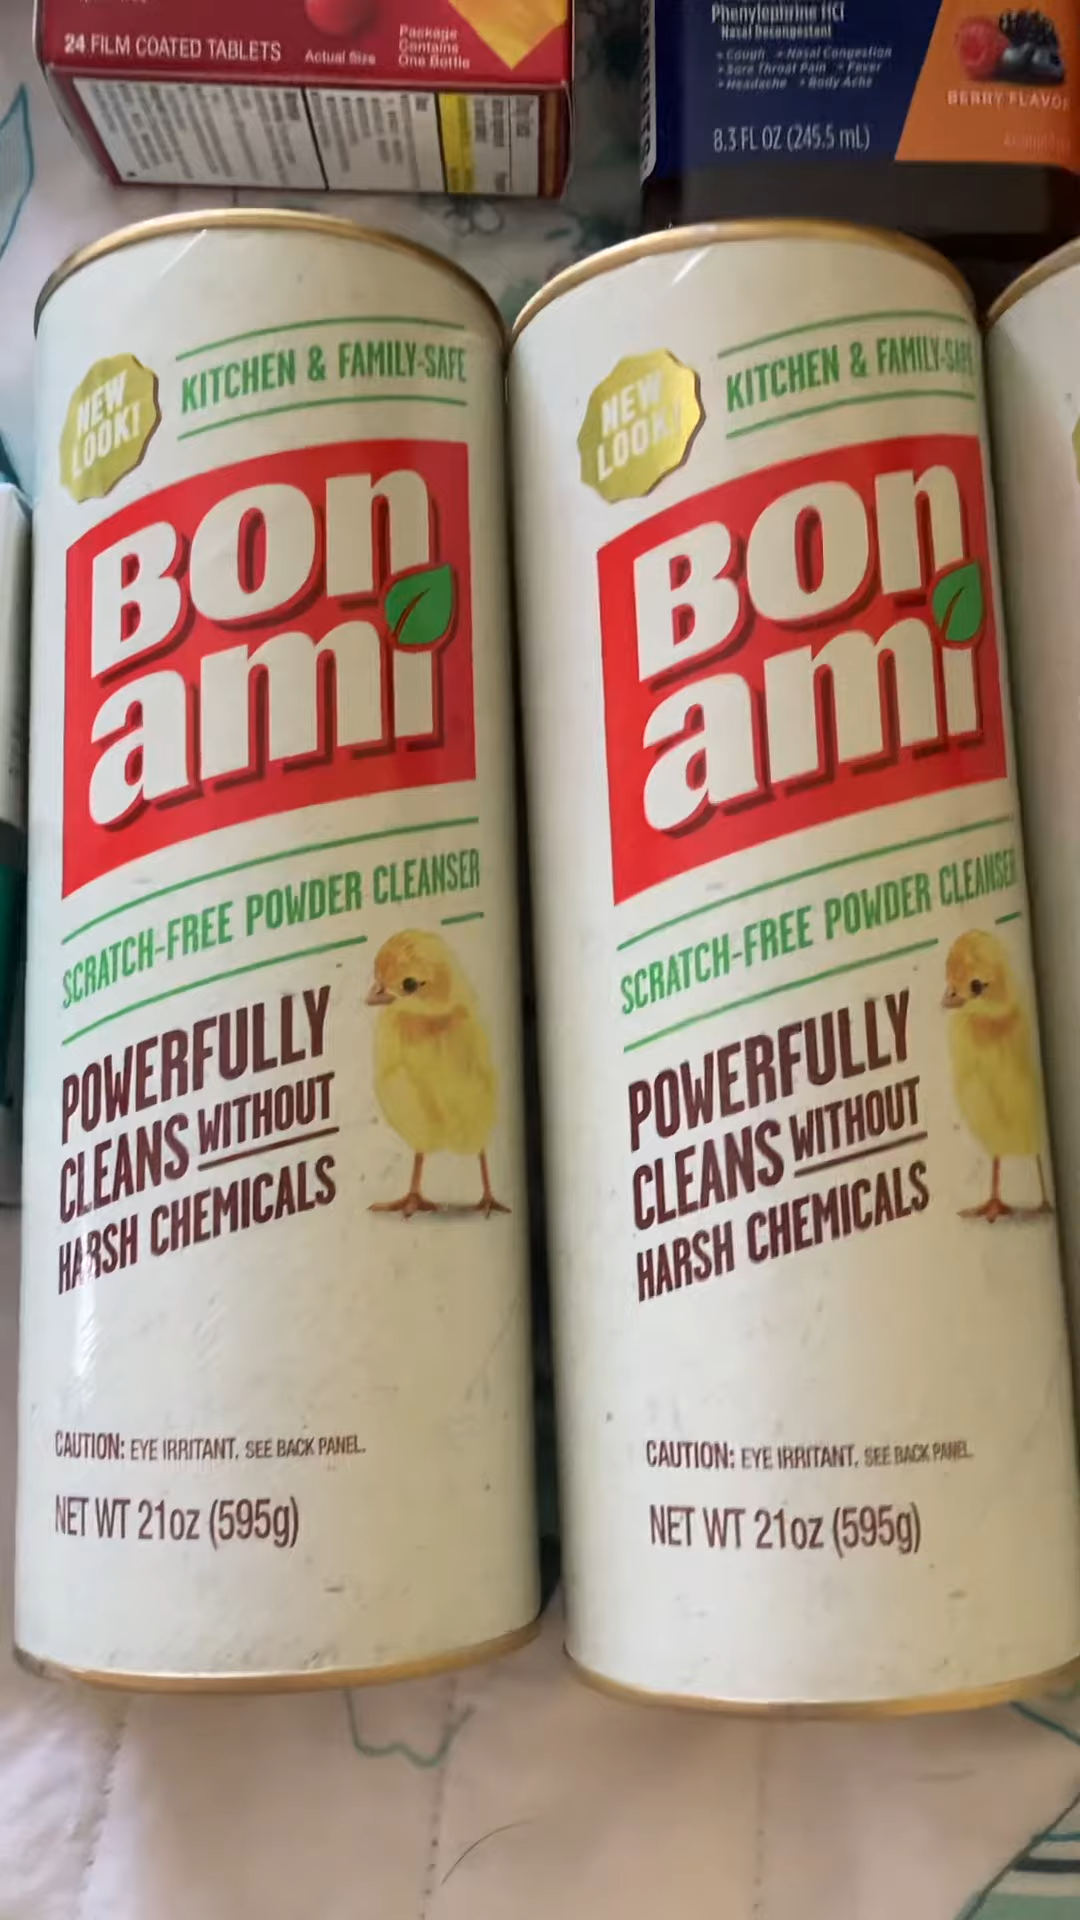 24 FILM COATED TABLETS
Actual Size
Package
Contains
One Bottle
Phenylephrine HCl
Nasal Decongestant
• Cough • Nasal Congestion
• Sore Throat Pain • Fever
• Headache • Body Ache
BERRY FLAVOR
8.3 FL OZ (245.5 mL)
NEW
LOOK!
KITCHEN & FAMILY-SAFE
Bon
ami
SCRATCH-FREE POWDER CLEANSER
POWERFULLY
CLEANS WITHOUT
HARSH CHEMICALS
CAUTION: EYE IRRITANT. SEE BACK PANEL.
NET WT 21oz (595g)
NEW
LOOK!
KITCHEN & FAMILY-SAFE
Bon
ami
SCRATCH-FREE POWDER CLEANSER
POWERFULLY
CLEANS WITHOUT
HARSH CHEMICALS
CAUTION: EYE IRRITANT. SEE BACK PANEL.
NET WT 21oz (595g)